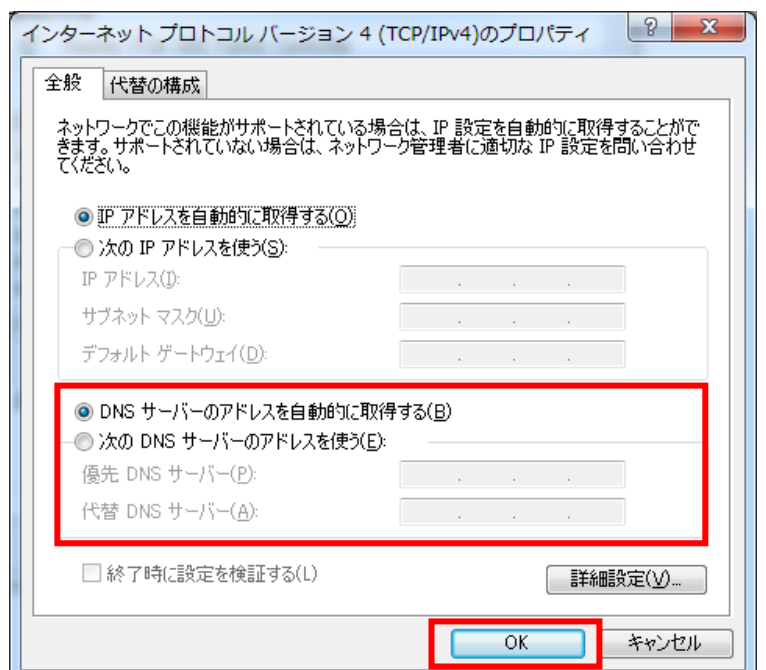 インターネット プロトコル バージョン 4 (TCP/IPv4)のプロパティ
全般
代替の構成
ネットワークでこの機能がサポートされている場合は、IP 設定を自動的に取得することがで
きます。サポートされていない場合は、ネットワーク管理者に適切な IP 設定を問い合わせ
てください。
IP アドレスを自動的に取得する(O)
次の IP アドレスを使う(S):
IP アドレス(I):
サブネット マスク(U):
デフォルト ゲートウェイ(D):
DNS サーバーのアドレスを自動的に取得する(B)
次の DNS サーバーのアドレスを使う(E):
優先 DNS サーバー(P):
代替 DNS サーバー(A):
終了時に設定を検証する(L)
詳細設定(V)...
OK
キャンセル